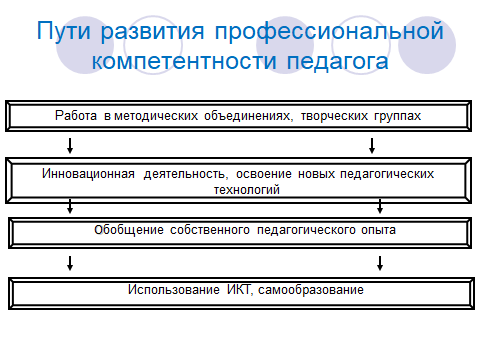 Пути развития профессиональной
компетентности педагога
Работа в методических объединениях, творческих группах
Инновационная деятельность, освоение новых педагогических
технологий
Обобщение собственного педагогического опыта
Использование ИКТ, самообразование